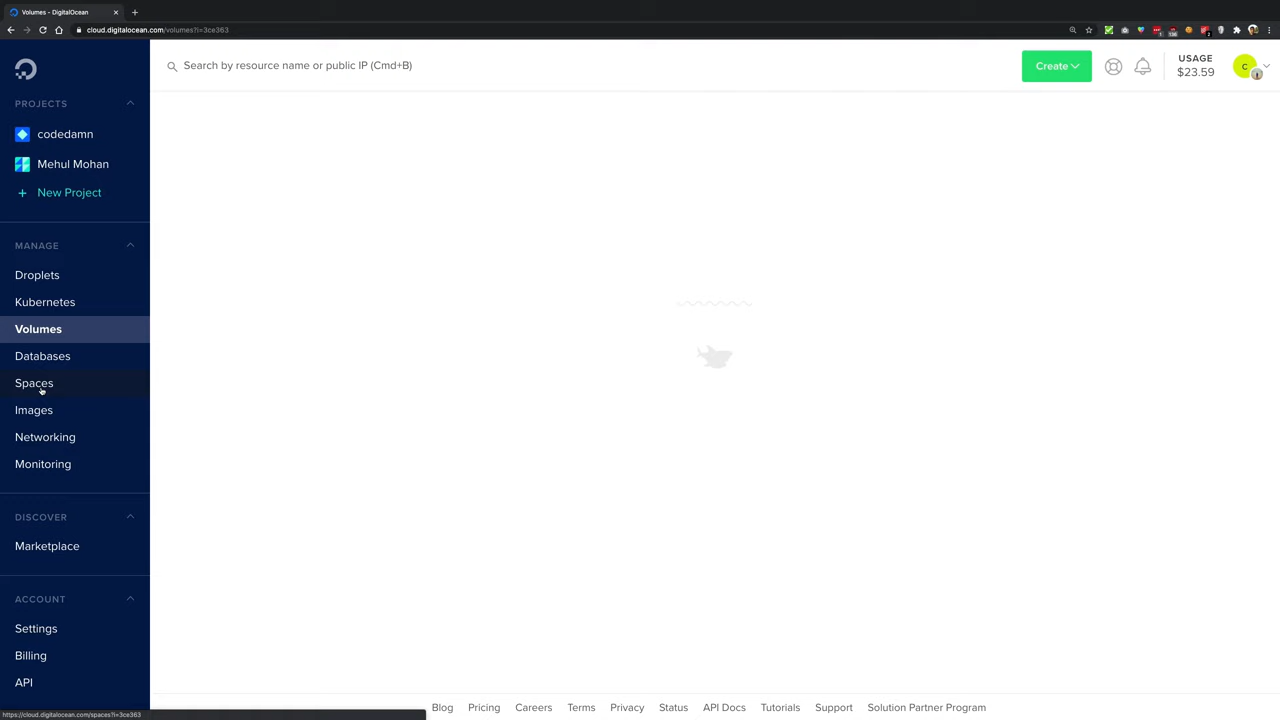 Volumes - DigitalOcean
cloud.digitalocean.com/volumes?i=3ce363
PROJECTS
codedamn
Mehul Mohan
+ New Project
MANAGE
Droplets
Kubernetes
Volumes
Databases
Spaces
Images
Networking
Monitoring
DISCOVER
Marketplace
ACCOUNT
Settings
Billing
API
https://cloud.digitalocean.com/spaces?i=3ce363
Search by resource name or public IP (Cmd+B)
Create
USAGE
$23.59
C
Blog Pricing Careers Terms Privacy Status API Docs Tutorials Support Solution Partner Program